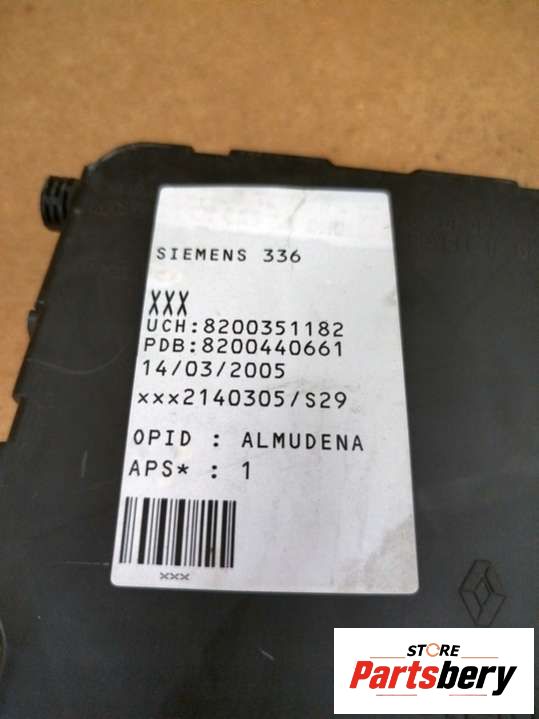 SIEMENS 336
XXX
UCH:8200351182
PDB:8200440661
14/03/2005
xxx2140305/S29
OPID : ALMUDENA
APS* : 1
xxx
STORE
Partsbery